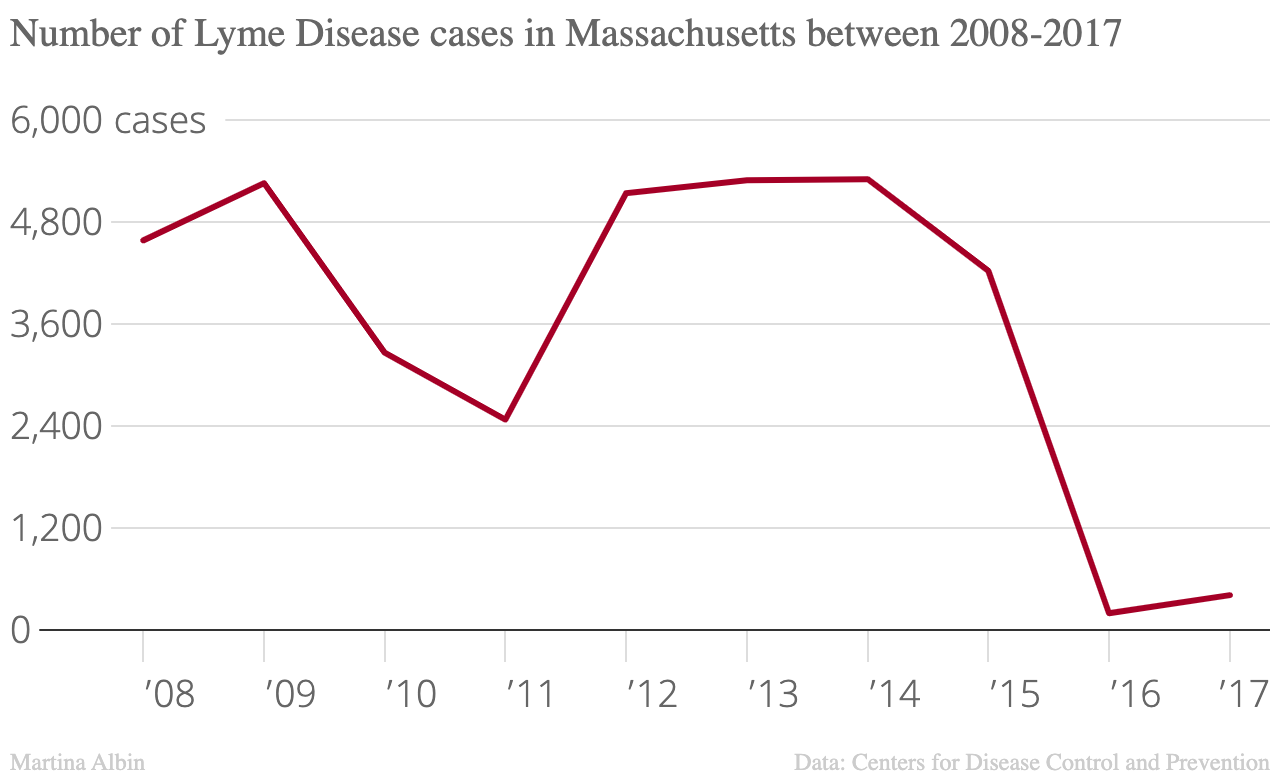 Number of Lyme Disease cases in Massachusetts between 2008-2017
6,000 cases
4,800
3,600
2,400
1,200
0
’08 ’09 ’10 ’11 ’12 ’13 ’14 ’15 ’16 ’17
Martina Albin Data: Centers for Disease Control and Prevention